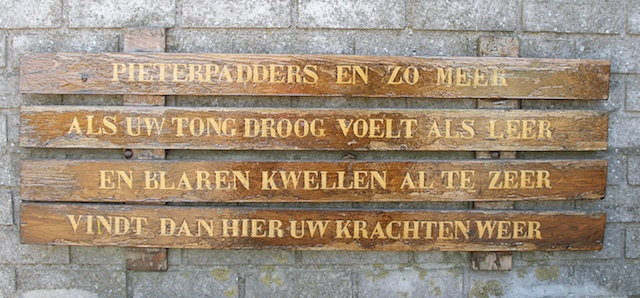 PIETERPADDERS EN ZO MEER
ALS UW TONG DROOG VOELT ALS LEER
EN BLAREN KWELLEN AL TE ZEER
VINDT DAN HIER UW KRACHTEN WEER